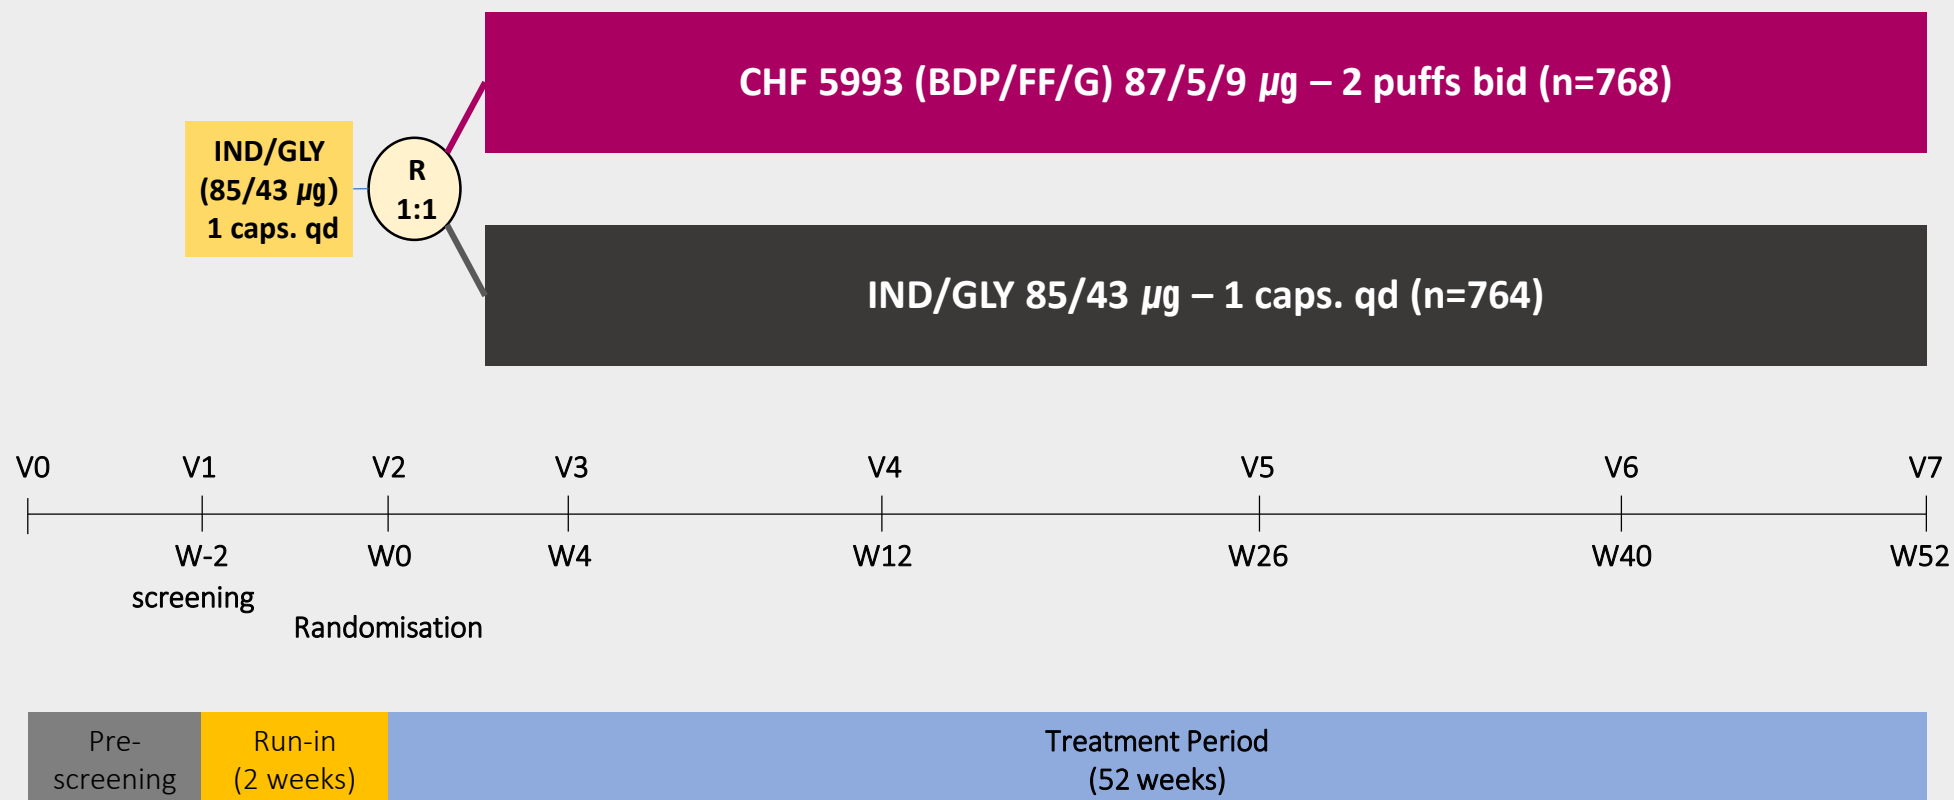 CHF 5993 (BDP/FF/G) 87/5/9 µg – 2 puffs bid (n=768)
IND/GLY
(85/43 µg)
1 caps. qd
R
1:1
IND/GLY 85/43 µg – 1 caps. qd (n=764)
V0 V1 V2 V3 V4 V5 V6 V7
W-2 W0 W4 W12 W26 W40 W52
screening
Randomisation
Pre-
screening
Run-in
(2 weeks)
Treatment Period
(52 weeks)